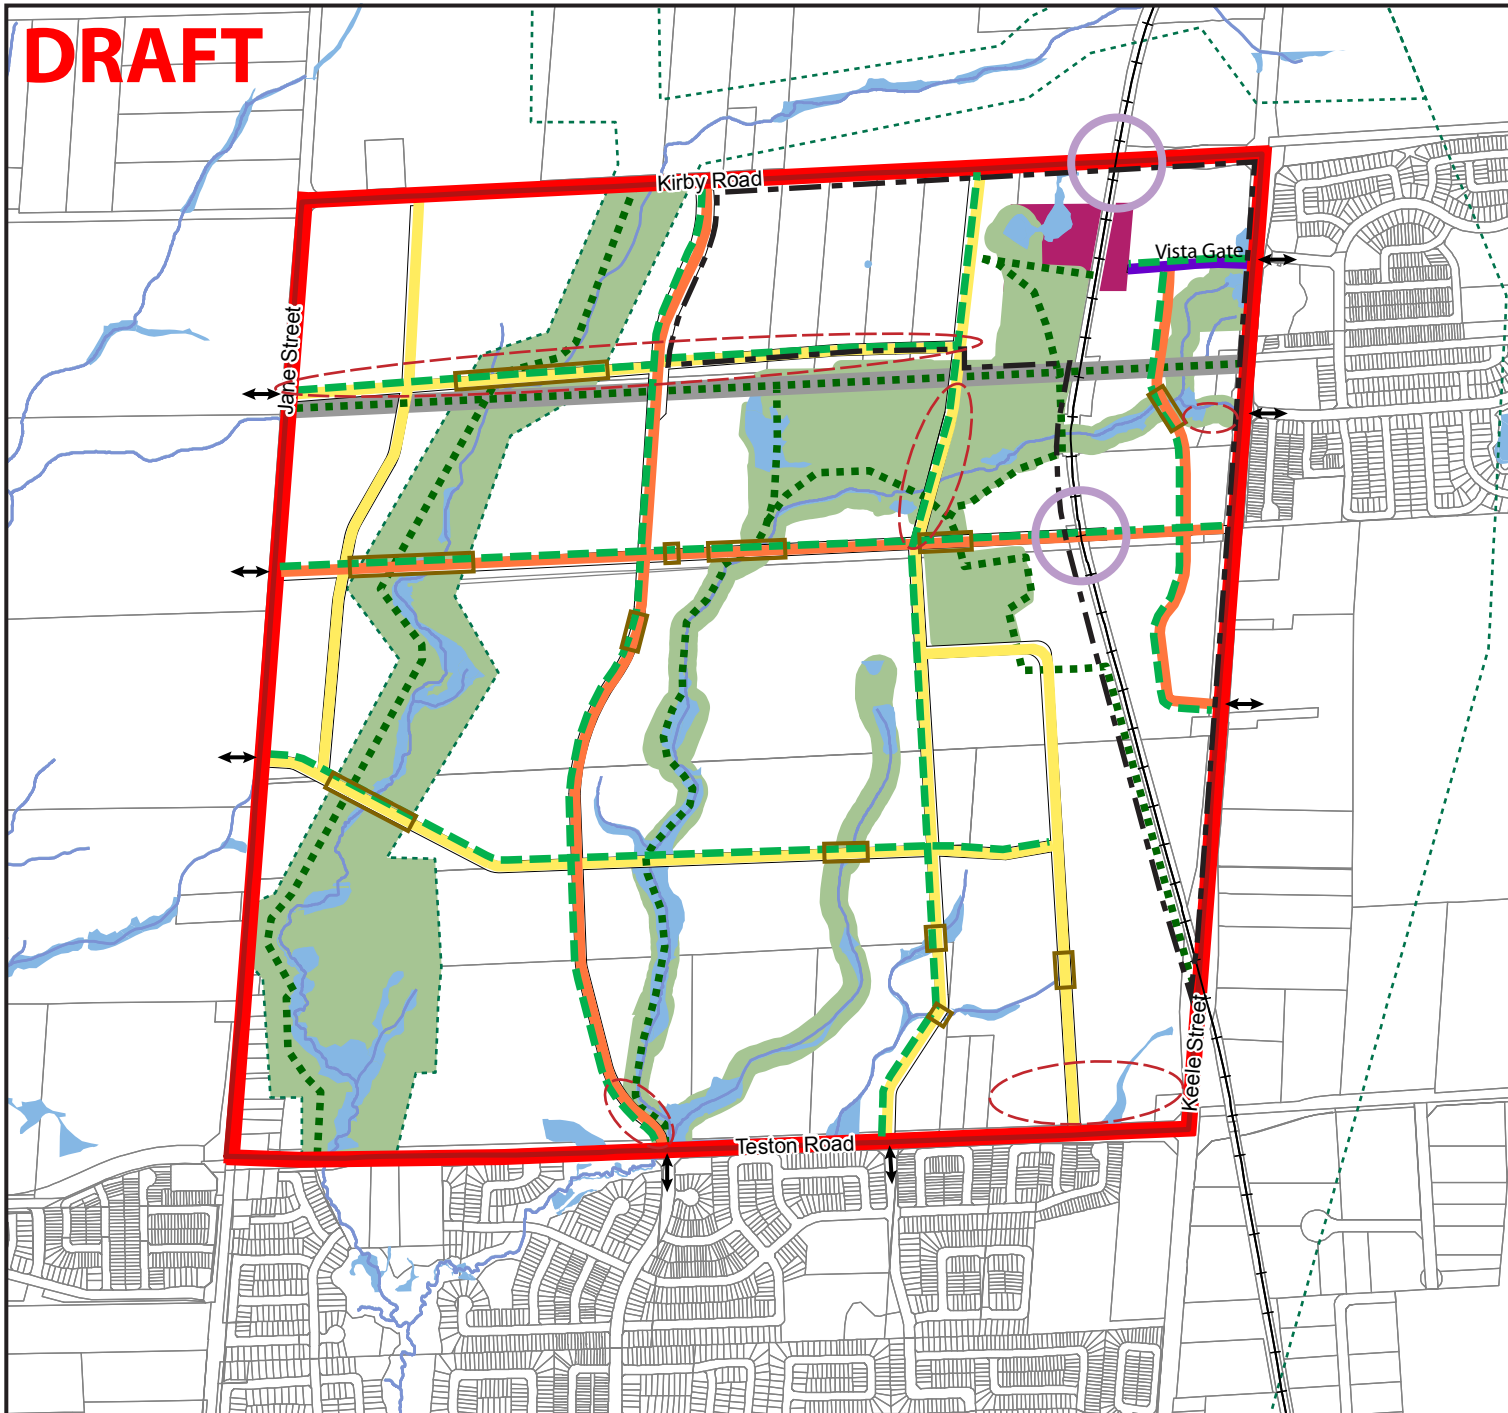 DRAFT
Kirby Road
Vista Gate
Jane Street
Keele Street
Teston Road